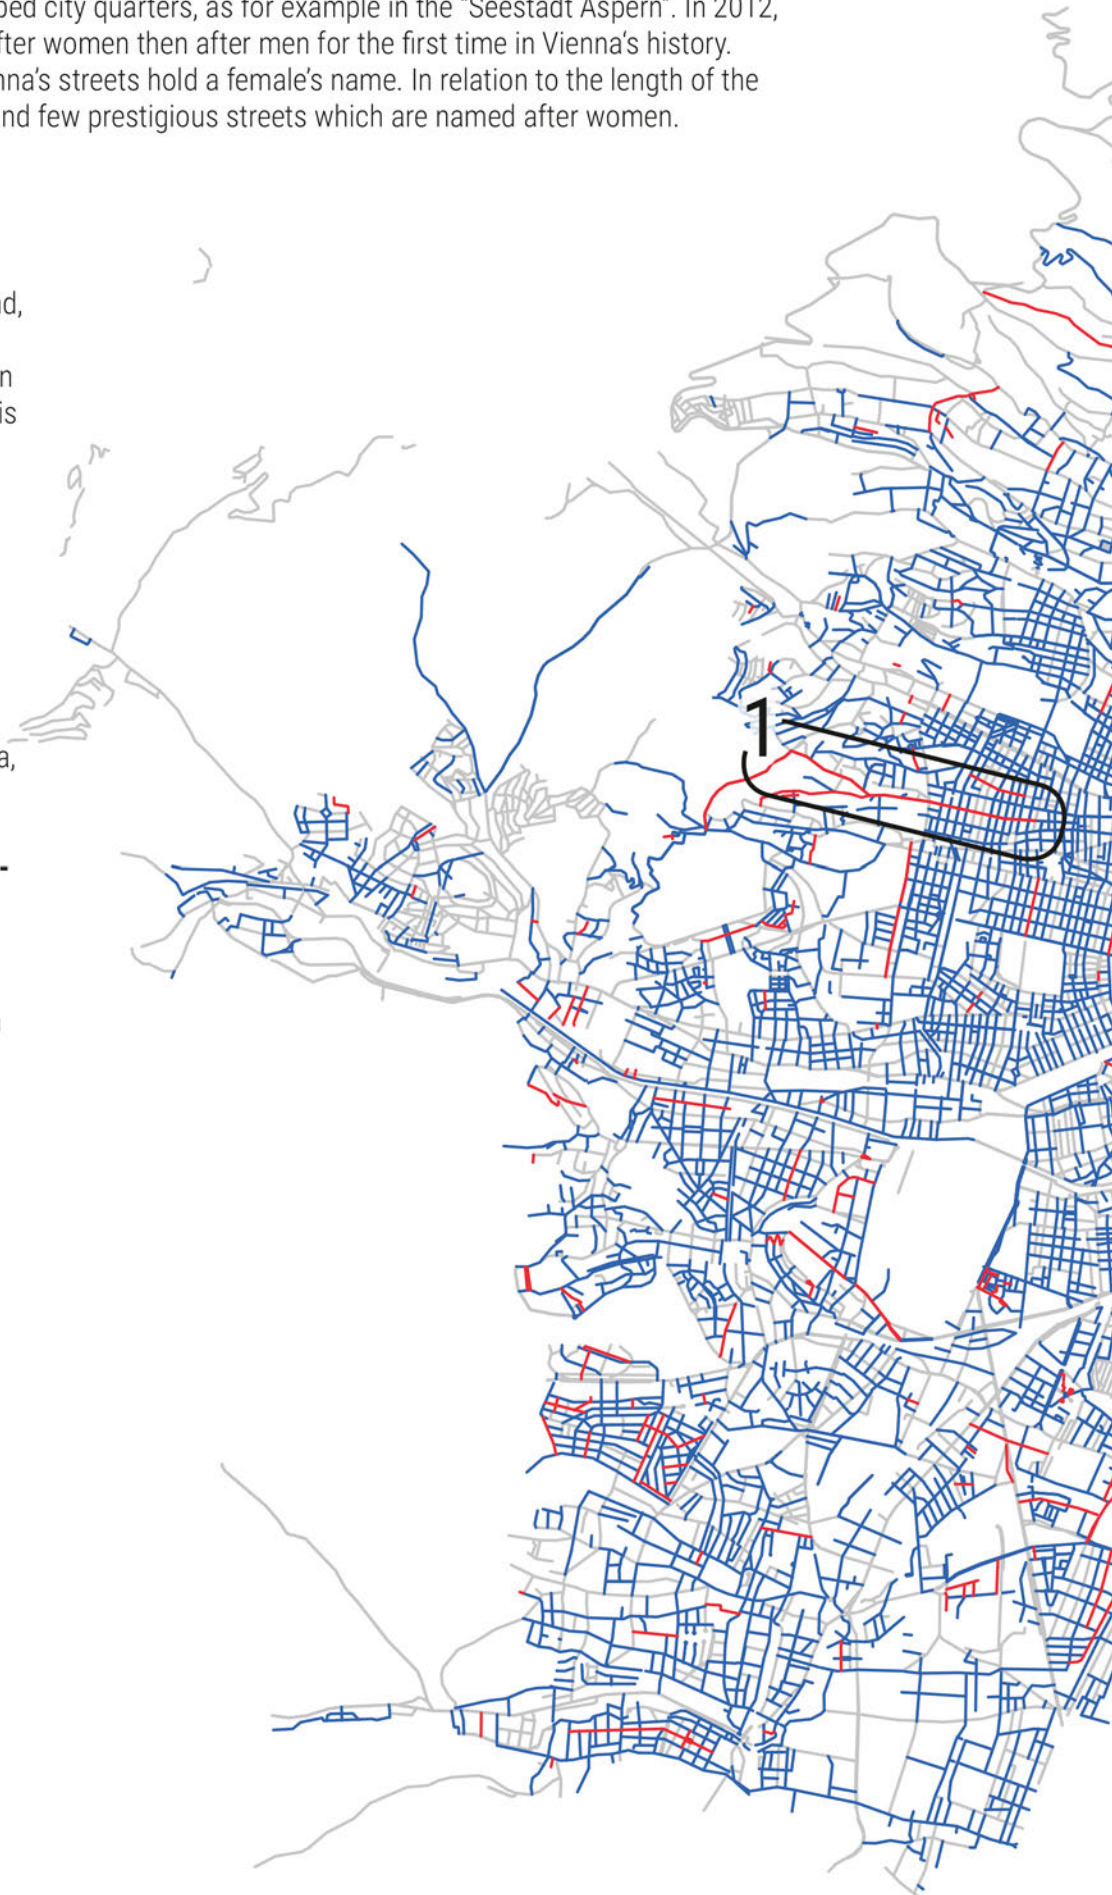 ped city quarters, as for example in the "Seestadt Aspern". In 2012,
fter women then after men for the first time in Vienna's history.
nna's streets hold a female's name. In relation to the length of the
nd few prestigious streets which are named after women.
d,
n
is
1
a,
-